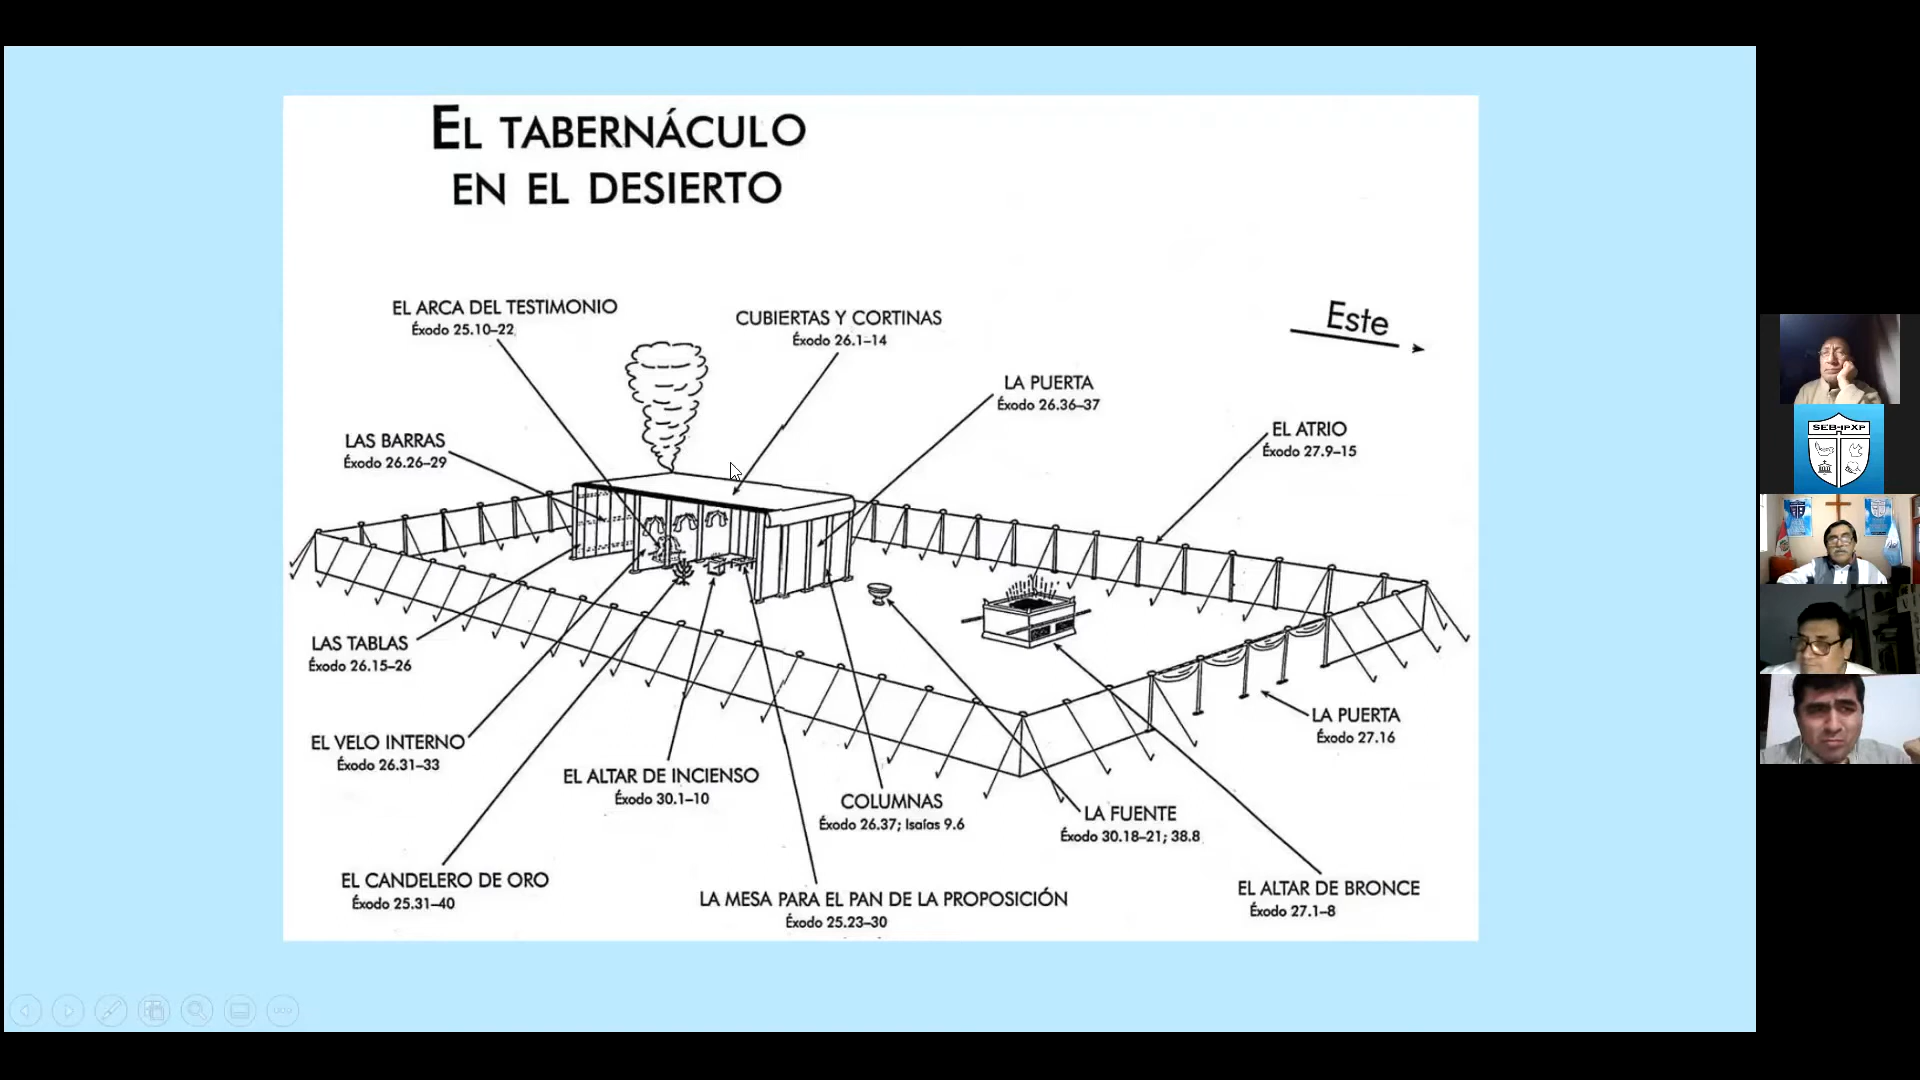 EL TABERNÁCULO
EN EL DESIERTO
EL ARCA DEL TESTIMONIO
Éxodo 25.10–22
CUBIERTAS Y CORTINAS
Éxodo 26.1–14
Este
LA PUERTA
Éxodo 26.36–37
EL ATRIO
Éxodo 27.9–15
LAS BARRAS
Éxodo 26.26–29
LAS TABLAS
Éxodo 26.15–26
EL VELO INTERNO
Éxodo 26.31–33
EL ALTAR DE INCIENSO
Éxodo 30.1–10
COLUMNAS
Éxodo 26.37; Isaías 9.6
LA FUENTE
Éxodo 30.18–21; 38.8
LA PUERTA
Éxodo 27.16
EL CANDELERO DE ORO
Éxodo 25.31–40
LA MESA PARA EL PAN DE LA PROPOSICIÓN
Éxodo 25.23–30
EL ALTAR DE BRONCE
Éxodo 27.1–8
SEB-IPXP